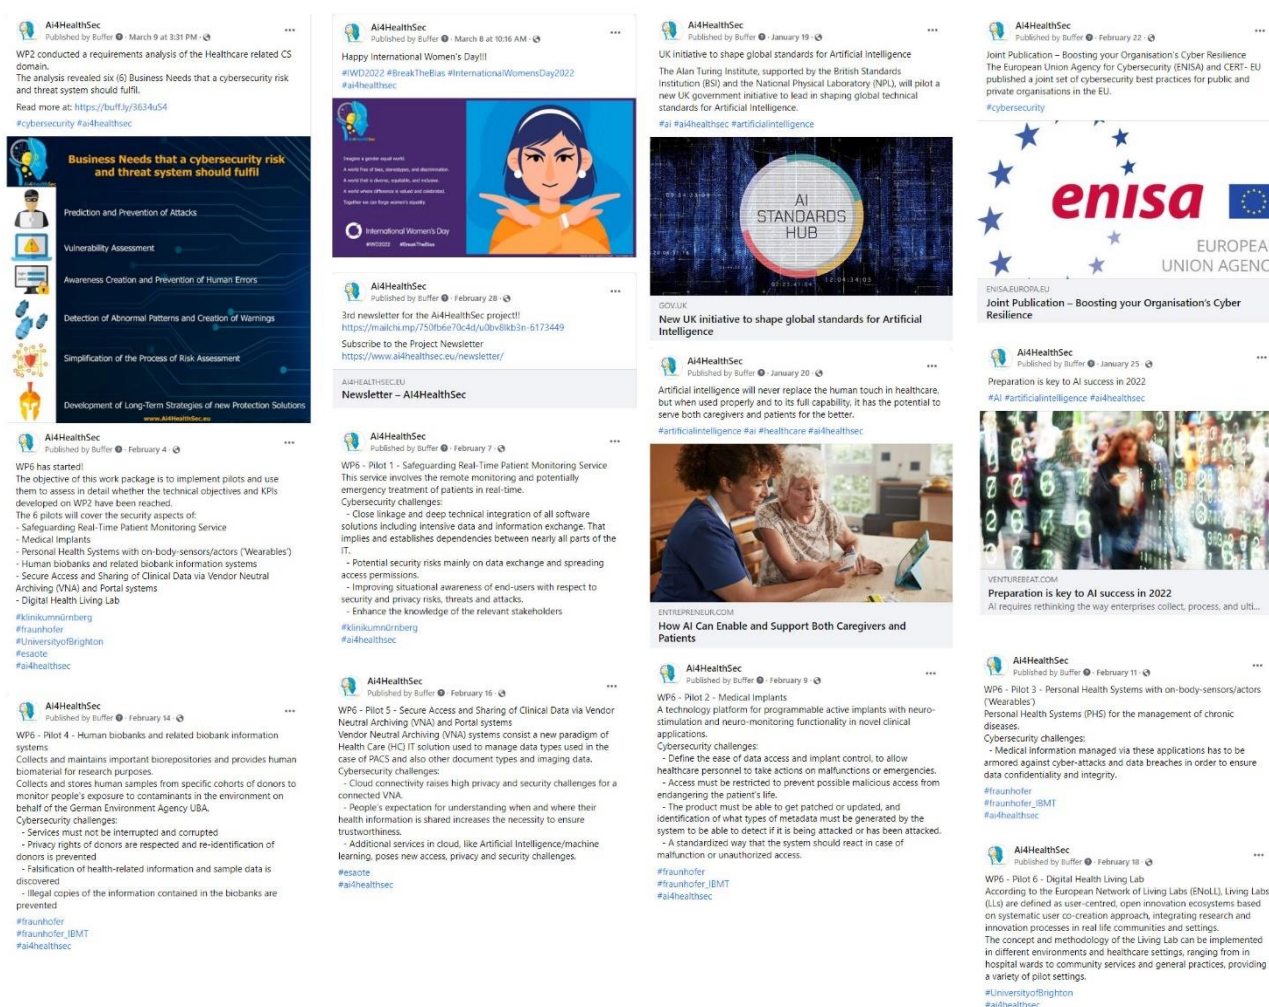 Ai4HealthSec
Published by Buffer · March 9 at 3:31 PM ·
WP2 conducted a requirements analysis of the Healthcare related CS
domain.
The analysis revealed six (6) Business Needs that a cybersecurity risk
and threat system should fulfil.
Read more at: https://buff.ly/3634uS4
#cybersecurity #ai4healthsec
Ai4HealthSec
Business Needs that a cybersecurity risk
and threat system should fulfil
Prediction and Prevention of Attacks
Vulnerability Assessment
Awareness Creation and Prevention of Human Errors
Detection of Abnormal Patterns and Creation of Warnings
Simplification of the Process of Risk Assessment
Development of Long-Term Strategies of new Protection Solutions
www.Ai4HealthSec.eu
Ai4HealthSec
Published by Buffer · February 4 ·
WP6 has started!
The objective of this work package is to implement pilots and use
them to assess in detail whether the technical objectives and KPIs
developed on WP2 have been reached.
The 6 pilots will cover the security aspects of:
- Safeguarding Real-Time Patient Monitoring Service
- Medical Implants
- Personal Health Systems with on-body-sensors/actors ('Wearables')
- Human biobanks and related biobank information systems
- Secure Access and Sharing of Clinical Data via Vendor Neutral
Archiving (VNA) and Portal systems
- Digital Health Living Lab
#klinikumnürnberg
#fraunhofer
#UniversityofBrighton
#esaote
#ai4healthsec
Ai4HealthSec
Published by Buffer · February 14 ·
WP6 - Pilot 4 - Human biobanks and related biobank information
systems
Collects and maintains important biorepositories and provides human
biomaterial for research purposes.
Collects and stores human samples from specific cohorts of donors to
monitor people's exposure to contaminants in the environment on
behalf of the German Environment Agency UBA.
Cybersecurity challenges:
- Services must not be interrupted and corrupted
- Privacy rights of donors are respected and re-identification of
donors is prevented
- Falsification of health-related information and sample data is
discovered
- Illegal copies of the information contained in the biobanks are
prevented
#fraunhofer
#fraunhofer_IBMT
#ai4healthsec
Ai4HealthSec
Published by Buffer · March 8 at 10:16 AM ·
Happy International Women's Day!!!
#IWD2022 #BreakTheBias #InternationalWomensDay2022
#ai4healthsec
Imagine a gender equal world.
A world free of bias, stereotypes, and discrimination.
A world that is diverse, equitable, and inclusive.
A world where difference is valued and celebrated.
Together we can forge women's equality.
International Women's Day
#IWD2022 #BreakTheBias
Ai4HealthSec
Published by Buffer · February 28 ·
3rd newsletter for the Ai4HealthSec project!!
https://mailchi.mp/750fb6e70c4d/u0bv8lkb3n-6173449
Subscribe to the Project Newsletter
https://www.ai4healthsec.eu/newsletter/
AI4HEALTHSEC.EU
Newsletter – AI4HealthSec
Ai4HealthSec
Published by Buffer · February 7 ·
WP6 - Pilot 1 - Safeguarding Real-Time Patient Monitoring Service
This service involves the remote monitoring and potentially
emergency treatment of patients in real-time.
Cybersecurity challenges:
- Close linkage and deep technical integration of all software
solutions including intensive data and information exchange. That
implies and establishes dependencies between nearly all parts of the
IT.
- Potential security risks mainly on data exchange and spreading
access permissions.
- Improving situational awareness of end-users with respect to
security and privacy risks, threats and attacks.
- Enhance the knowledge of the relevant stakeholders
#klinikumnürnberg
#ai4healthsec
Ai4HealthSec
Published by Buffer · February 16 ·
WP6 - Pilot 5 - Secure Access and Sharing of Clinical Data via Vendor
Neutral Archiving (VNA) and Portal systems
Vendor Neutral Archiving (VNA) systems consist a new paradigm of
Health Care (HC) IT solution used to manage data types used in the
case of PACS and also other document types and imaging data.
Cybersecurity challenges:
- Cloud connectivity raises high privacy and security challenges for a
connected VNA.
- People's expectation for understanding when and where their
health information is shared increases the necessity to ensure
trustworthiness.
- Additional services in cloud, like Artificial Intelligence/machine
learning, poses new access, privacy and security challenges.
#esaote
#ai4healthsec
Ai4HealthSec
Published by Buffer · January 19 ·
UK initiative to shape global standards for Artificial Intelligence
The Alan Turing Institute, supported by the British Standards
Institution (BSI) and the National Physical Laboratory (NPL), will pilot a
new UK government initiative to lead in shaping global technical
standards for Artificial Intelligence.
#ai #ai4healthsec #artificialintelligence
AI
STANDARDS
HUB
GOV.UK
New UK initiative to shape global standards for Artificial
Intelligence
Ai4HealthSec
Published by Buffer · January 20 ·
Artificial intelligence will never replace the human touch in healthcare,
but when used properly and to its full capability, it has the potential to
serve both caregivers and patients for the better.
#artificialintelligence #ai #healthcare #ai4healthsec
ENTREPRENEUR.COM
How AI Can Enable and Support Both Caregivers and
Patients
Ai4HealthSec
Published by Buffer · February 9 ·
WP6 - Pilot 2 - Medical Implants
A technology platform for programmable active implants with neuro-
stimulation and neuro-monitoring functionality in novel clinical
applications.
Cybersecurity challenges:
- Define the ease of data access and implant control, to allow
healthcare personnel to take actions on malfunctions or emergencies.
- Access must be restricted to prevent possible malicious access from
endangering the patient's life.
- The product must be able to get patched or updated, and
identification of what types of metadata must be generated by the
system to be able to detect if it is being attacked or has been attacked.
- A standardized way that the system should react in case of
malfunction or unauthorized access.
#fraunhofer
#fraunhofer_IBMT
#ai4healthsec
Ai4HealthSec
Published by Buffer · February 22 ·
Joint Publication – Boosting your Organisation's Cyber Resilience
The European Union Agency for Cybersecurity (ENISA) and CERT- EU
published a joint set of cybersecurity best practices for public and
private organisations in the EU.
#cybersecurity
enisa
EUROPEA
UNION AGENC
ENISA.EUROPA.EU
Joint Publication – Boosting your Organisation's Cyber
Resilience
Ai4HealthSec
Published by Buffer · January 25 ·
Preparation is key to AI success in 2022
#AI #artificialintelligence #ai4healthsec
VENTUREBEAT.COM
Preparation is key to AI success in 2022
AI requires rethinking the way enterprises collect, process, and ulti...
Ai4HealthSec
Published by Buffer · February 11 ·
WP6 - Pilot 3 - Personal Health Systems with on-body-sensors/actors
('Wearables')
Personal Health Systems (PHS) for the management of chronic
diseases.
Cybersecurity challenges:
- Medical information managed via these applications has to be
armored against cyber-attacks and data breaches in order to ensure
data confidentiality and integrity.
#fraunhofer
#fraunhofer_IBMT
#ai4healthsec
Ai4HealthSec
Published by Buffer · February 18 ·
WP6 - Pilot 6 - Digital Health Living Lab
According to the European Network of Living Labs (ENoLL), Living Labs
(LLs) are defined as user-centred, open innovation ecosystems based
on systematic user co-creation approach, integrating research and
innovation processes in real life communities and settings.
The concept and methodology of the Living Lab can be implemented
in different environments and healthcare settings, ranging from in
hospital wards to community services and general practices, providing
a variety of pilot settings.
#UniversityofBrighton
#ai4healthsec